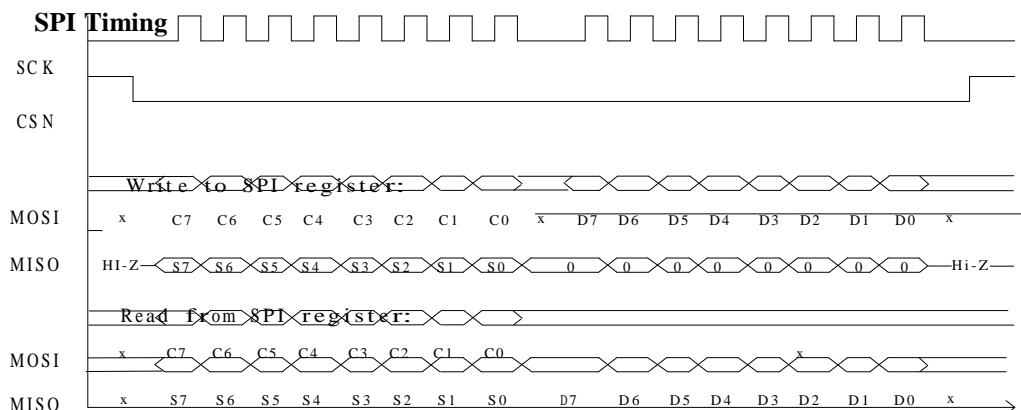 SPI Timing
SCK
CSN
Write to SPI register:
MOSI x C7 C6 C5 C4 C3 C2 C1 C0 x D7 D6 D5 D4 D3 D2 D1 D0 x
MISO HI-Z S7 S6 S5 S4 S3 S2 S1 S0 0 0 0 0 0 0 0 0 Hi-Z
Read from SPI register:
MOSI x C7 C6 C5 C4 C3 C2 C1 C0 x
MISO x S7 S6 S5 S4 S3 S2 S1 S0 D7 D6 D5 D4 D3 D2 D1 D0 x